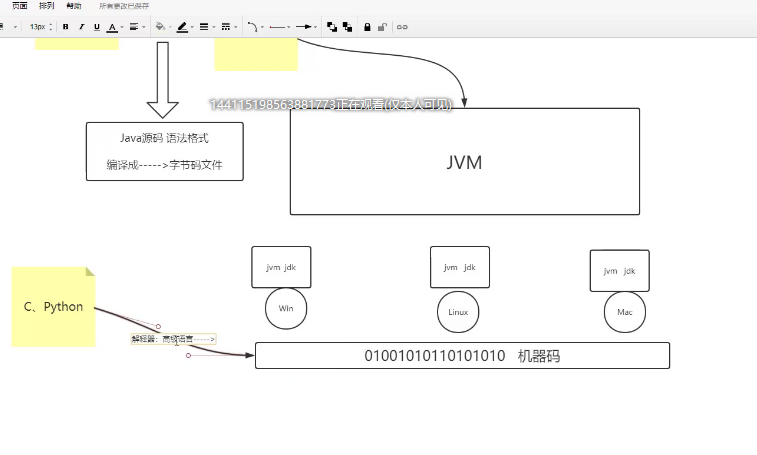 页面 排列 帮助 所有更改已保存
13px B I U A
144115198563881773正在观看(仅本人可见)
Java源码 语法格式
编译成----->字节码文件
JVM
jvm jdk
jvm jdk
jvm jdk
Win
Linux
Mac
C、Python
解释器：高级语言----->
01001010110101010 机器码